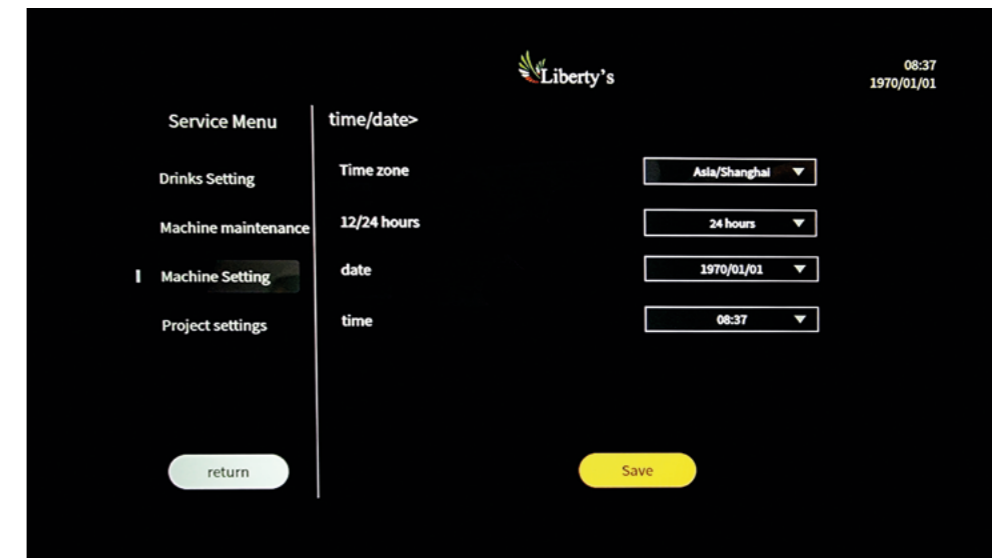 Liberty's
08:37
1970/01/01
Service Menu
Drinks Setting
Machine maintenance
Machine Setting
Project settings
return
time/date>
Time zone
Asia/Shanghai
12/24 hours
24 hours
date
1970/01/01
time
08:37
Save